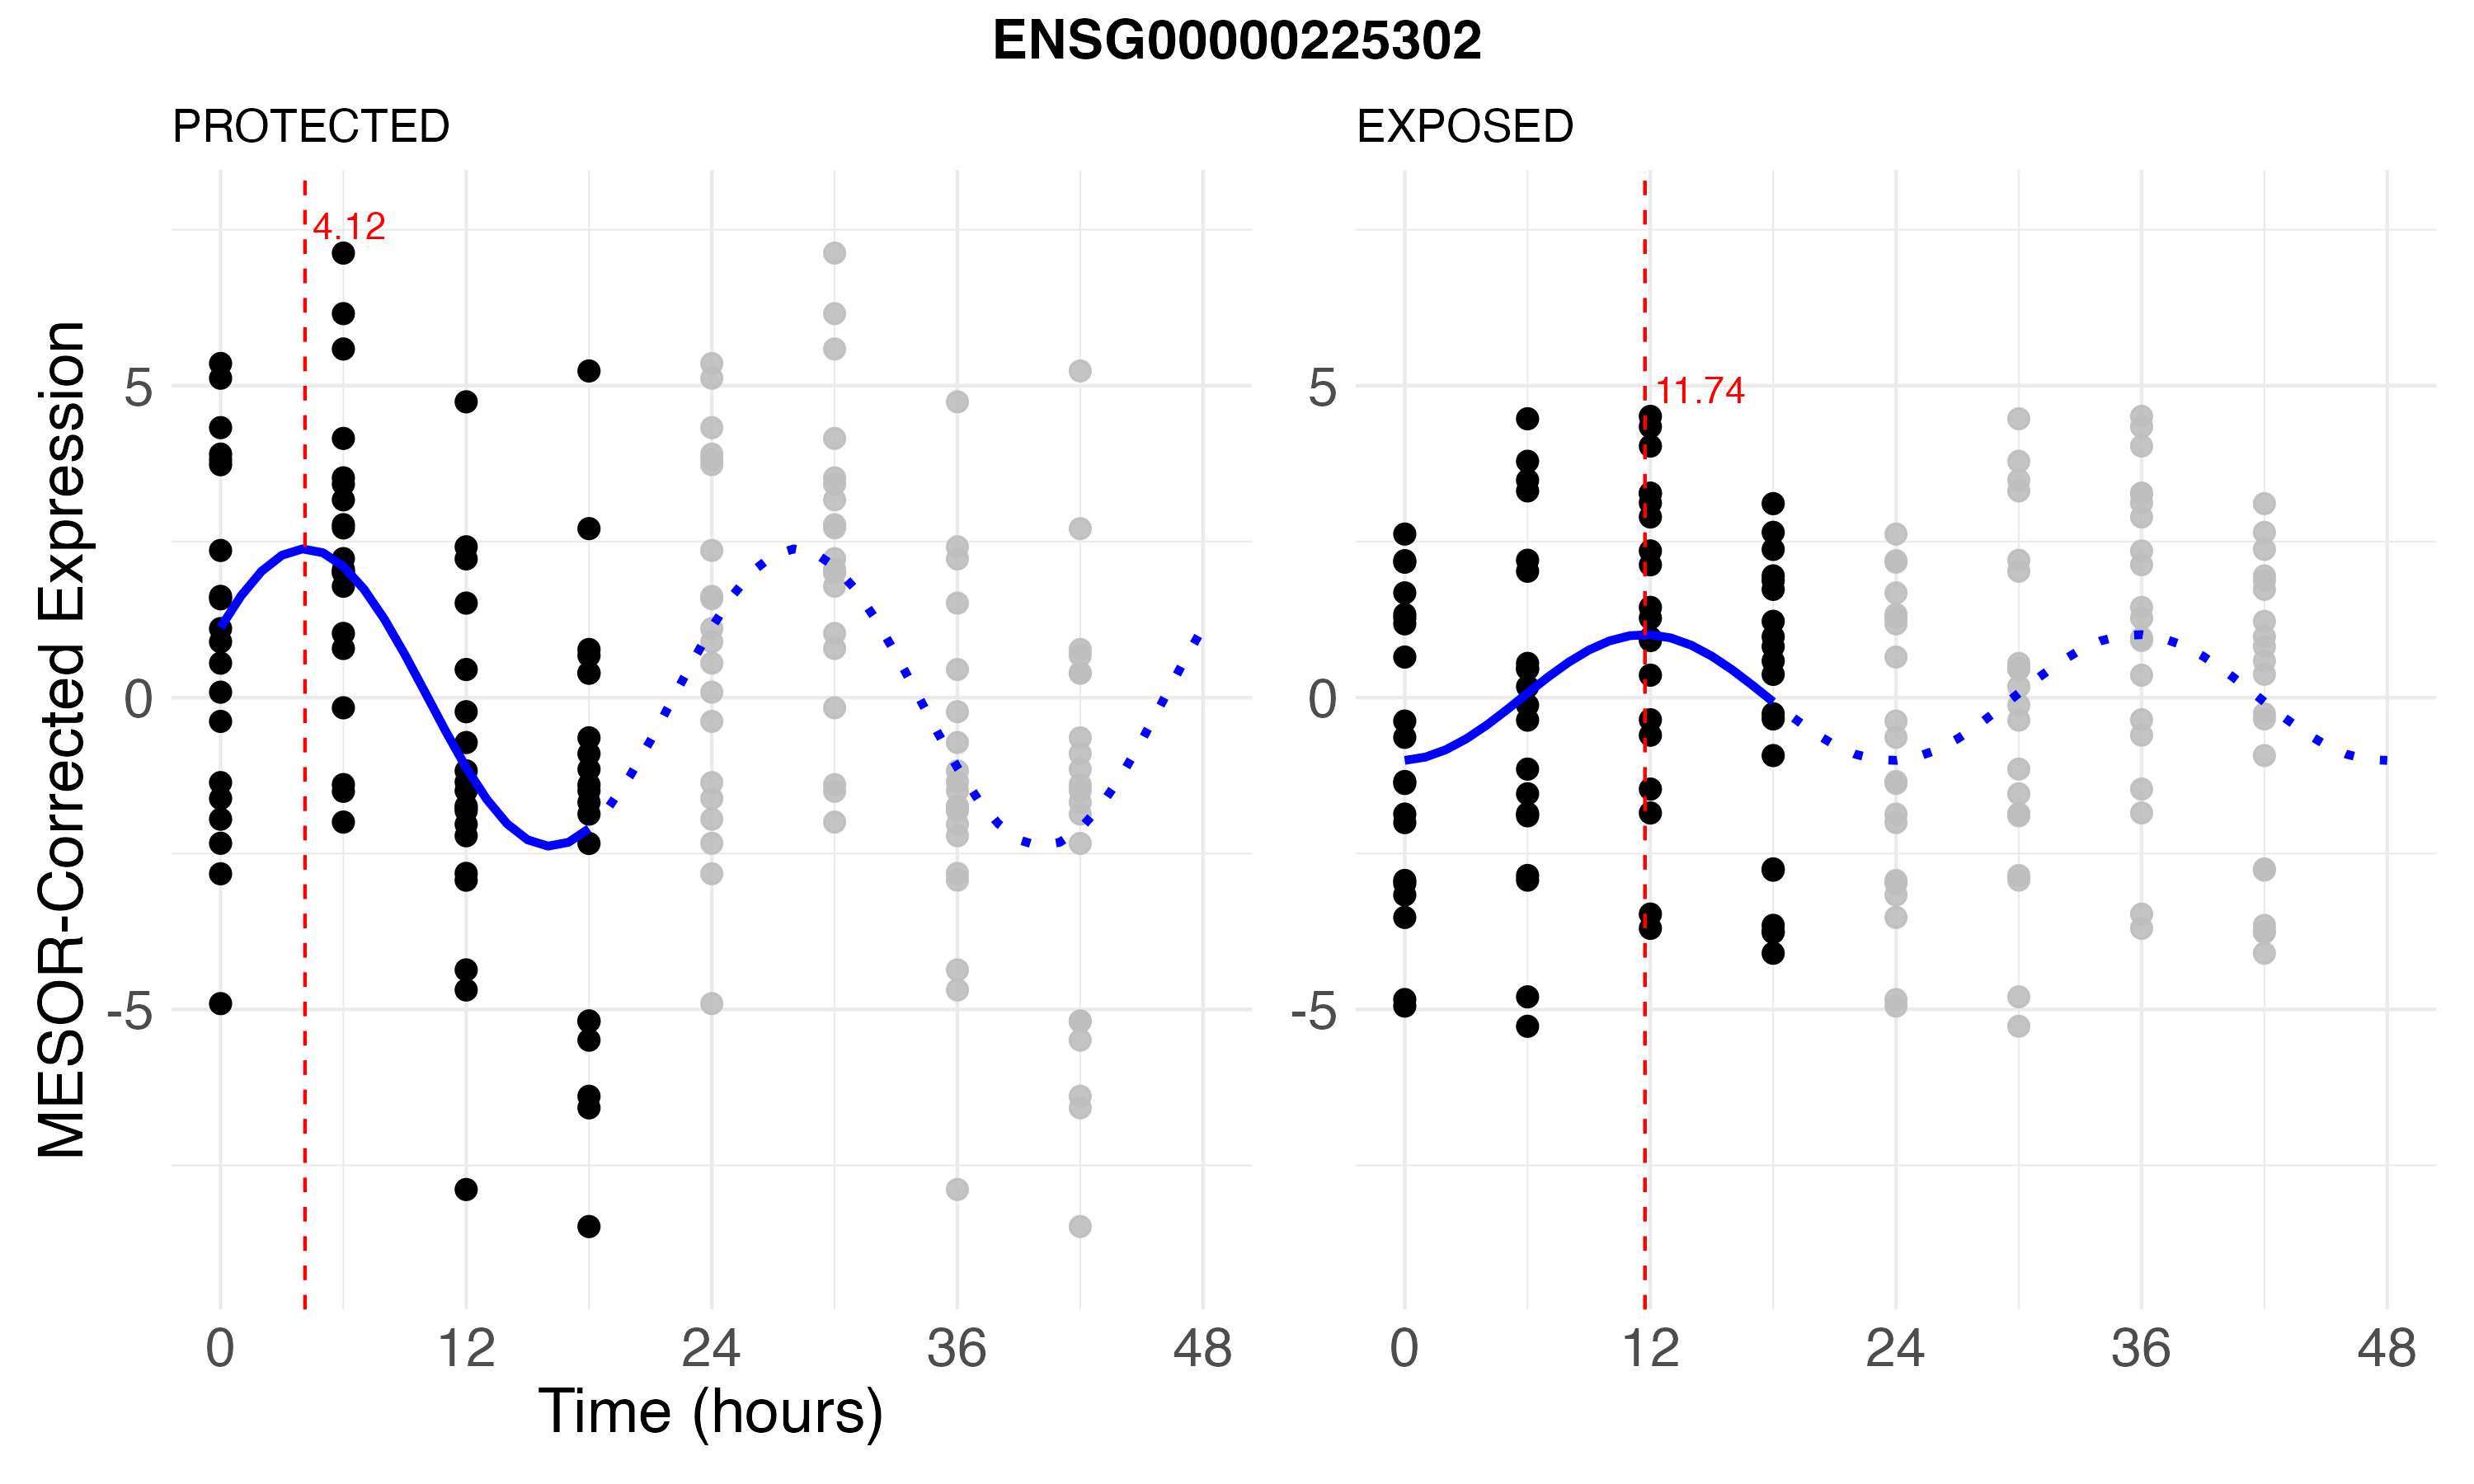 ENSG00000225302
PROTECTED
EXPOSED
MESOR-Corrected Expression
4.12
11.74
5
0
-5
5
0
-5
0 12 24 36 48
0 12 24 36 48
Time (hours)